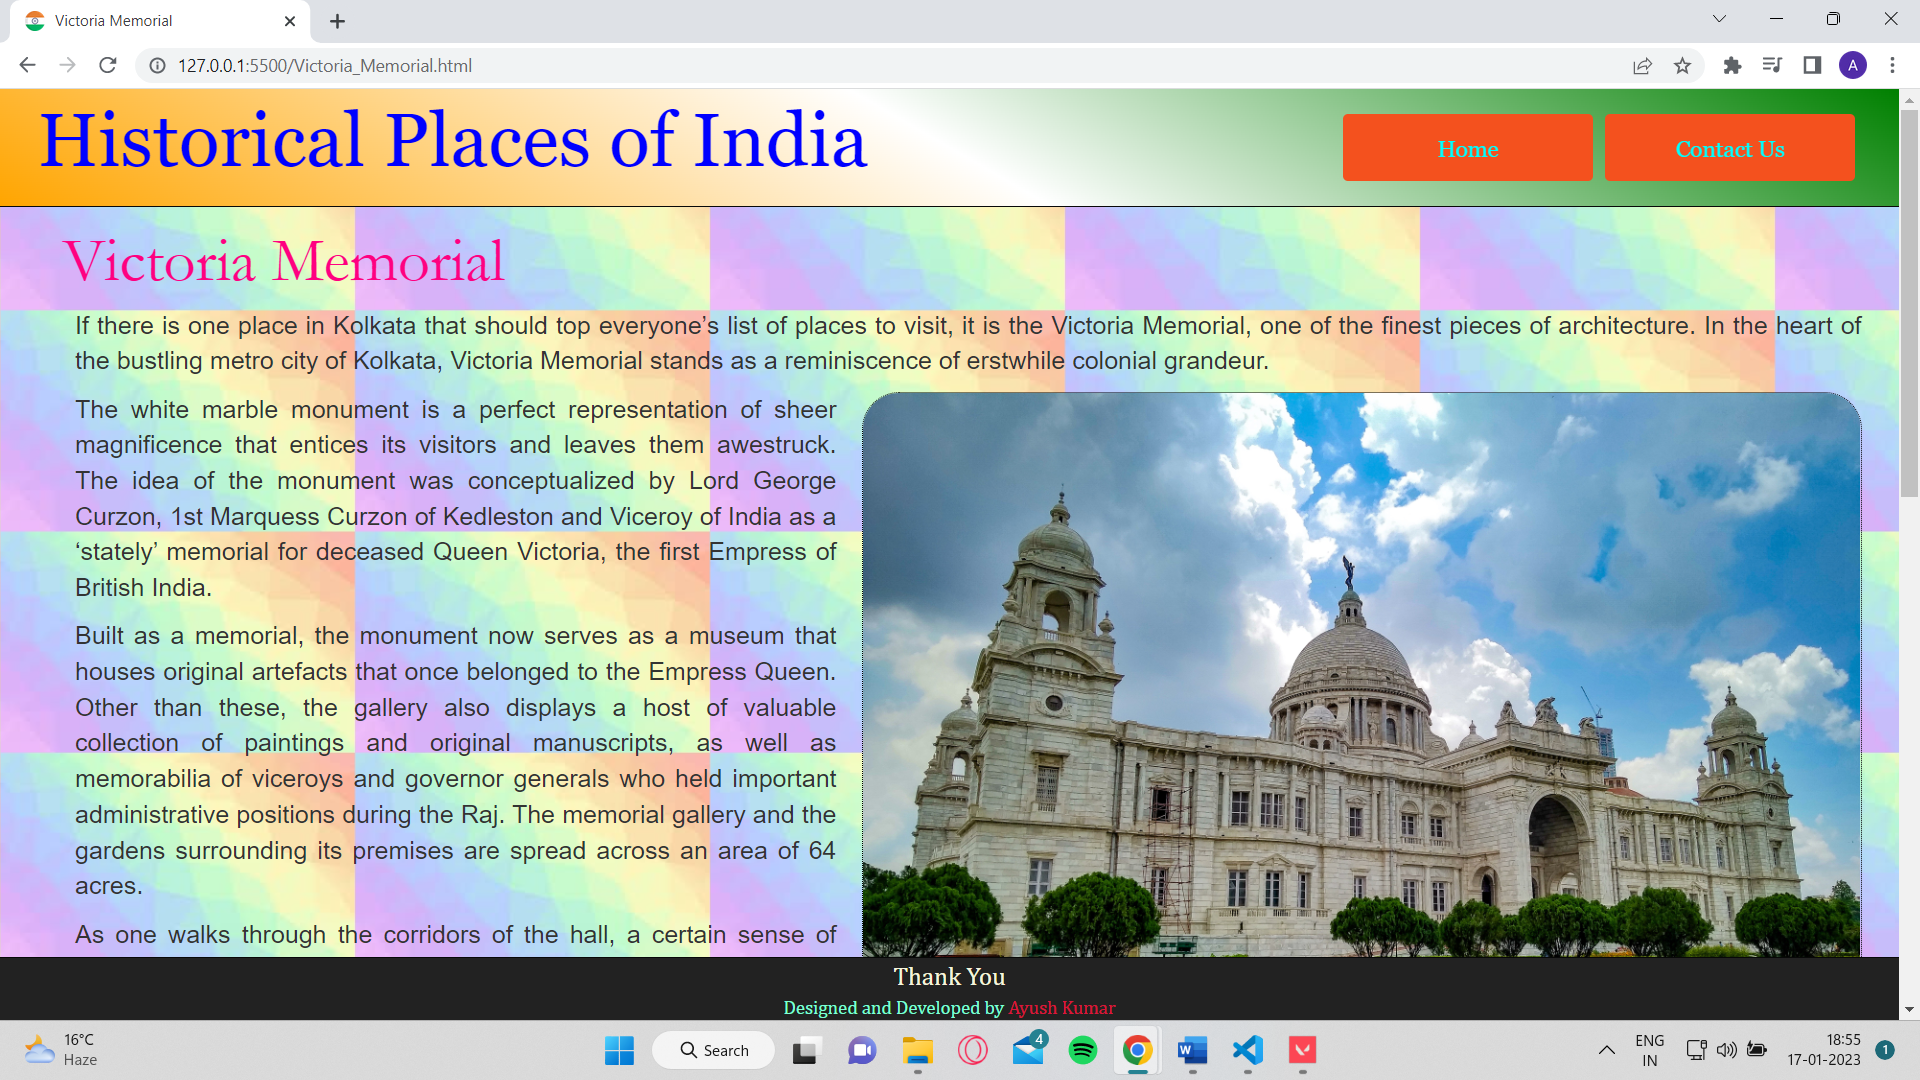 Victoria Memorial
127.0.0.1:5500/Victoria_Memorial.html
A
Historical Places of India
Home
Contact Us
Victoria Memorial
If there is one place in Kolkata that should top everyone’s list of places to visit, it is the Victoria Memorial, one of the finest pieces of architecture. In the heart of
the bustling metro city of Kolkata, Victoria Memorial stands as a reminiscence of erstwhile colonial grandeur.
The white marble monument is a perfect representation of sheer
magnificence that entices its visitors and leaves them awestruck.
The idea of the monument was conceptualized by Lord George
Curzon, 1st Marquess Curzon of Kedleston and Viceroy of India as a
‘stately’ memorial for deceased Queen Victoria, the first Empress of
British India.
Built as a memorial, the monument now serves as a museum that
houses original artefacts that once belonged to the Empress Queen.
Other than these, the gallery also displays a host of valuable
collection of paintings and original manuscripts, as well as
memorabilia of viceroys and governor generals who held important
administrative positions during the Raj. The memorial gallery and the
gardens surrounding its premises are spread across an area of 64
acres.
As one walks through the corridors of the hall, a certain sense of
Thank You
Designed and Developed by Ayush Kumar
16°C
Haze
Search
4
W
ENG
IN
18:55
17-01-2023
1